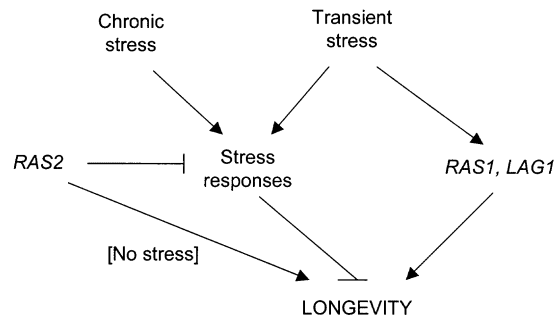 Chronic
stress
Transient
stress
RAS2
Stress
responses
RAS1, LAG1
[No stress]
LONGEVITY